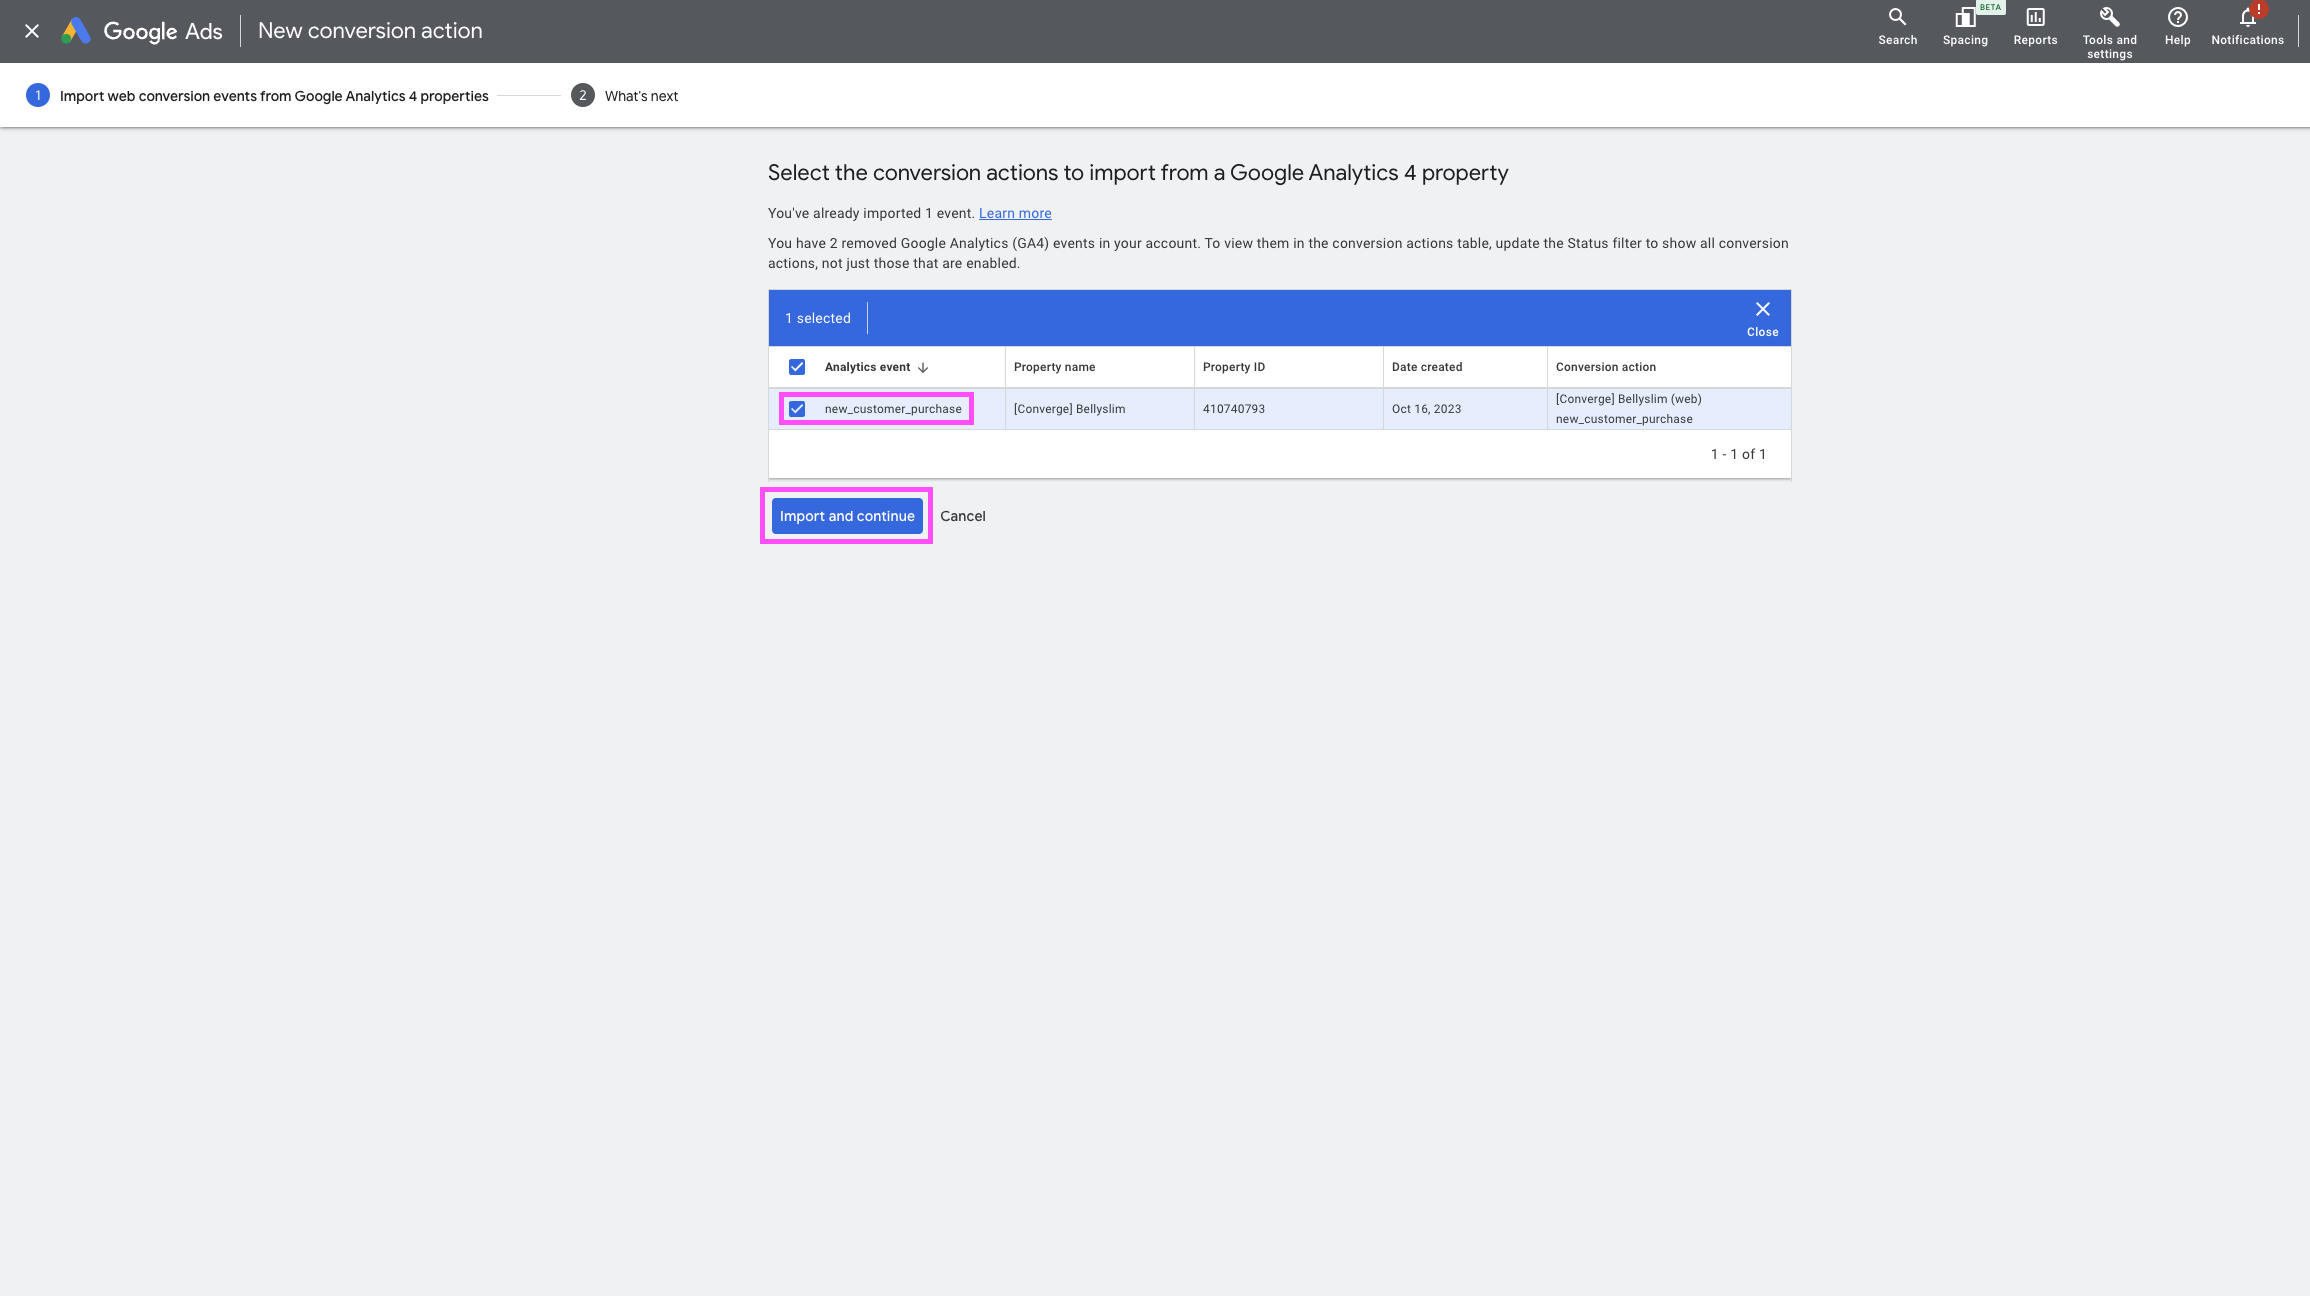 Google Ads
New conversion action
Search
BETA
Spacing
Reports
Tools and
settings
Help
!
Notifications
1
Import web conversion events from Google Analytics 4 properties
2
What's next
Select the conversion actions to import from a Google Analytics 4 property
You've already imported 1 event. Learn more
You have 2 removed Google Analytics (GA4) events in your account. To view them in the conversion actions table, update the Status filter to show all conversion
actions, not just those that are enabled.
1 selected
Close
Analytics event
Property name
Property ID
Date created
Conversion action
new_customer_purchase
[Converge] Bellyslim
410740793
Oct 16, 2023
[Converge] Bellyslim (web)
new_customer_purchase
1 - 1 of 1
Import and continue
Cancel